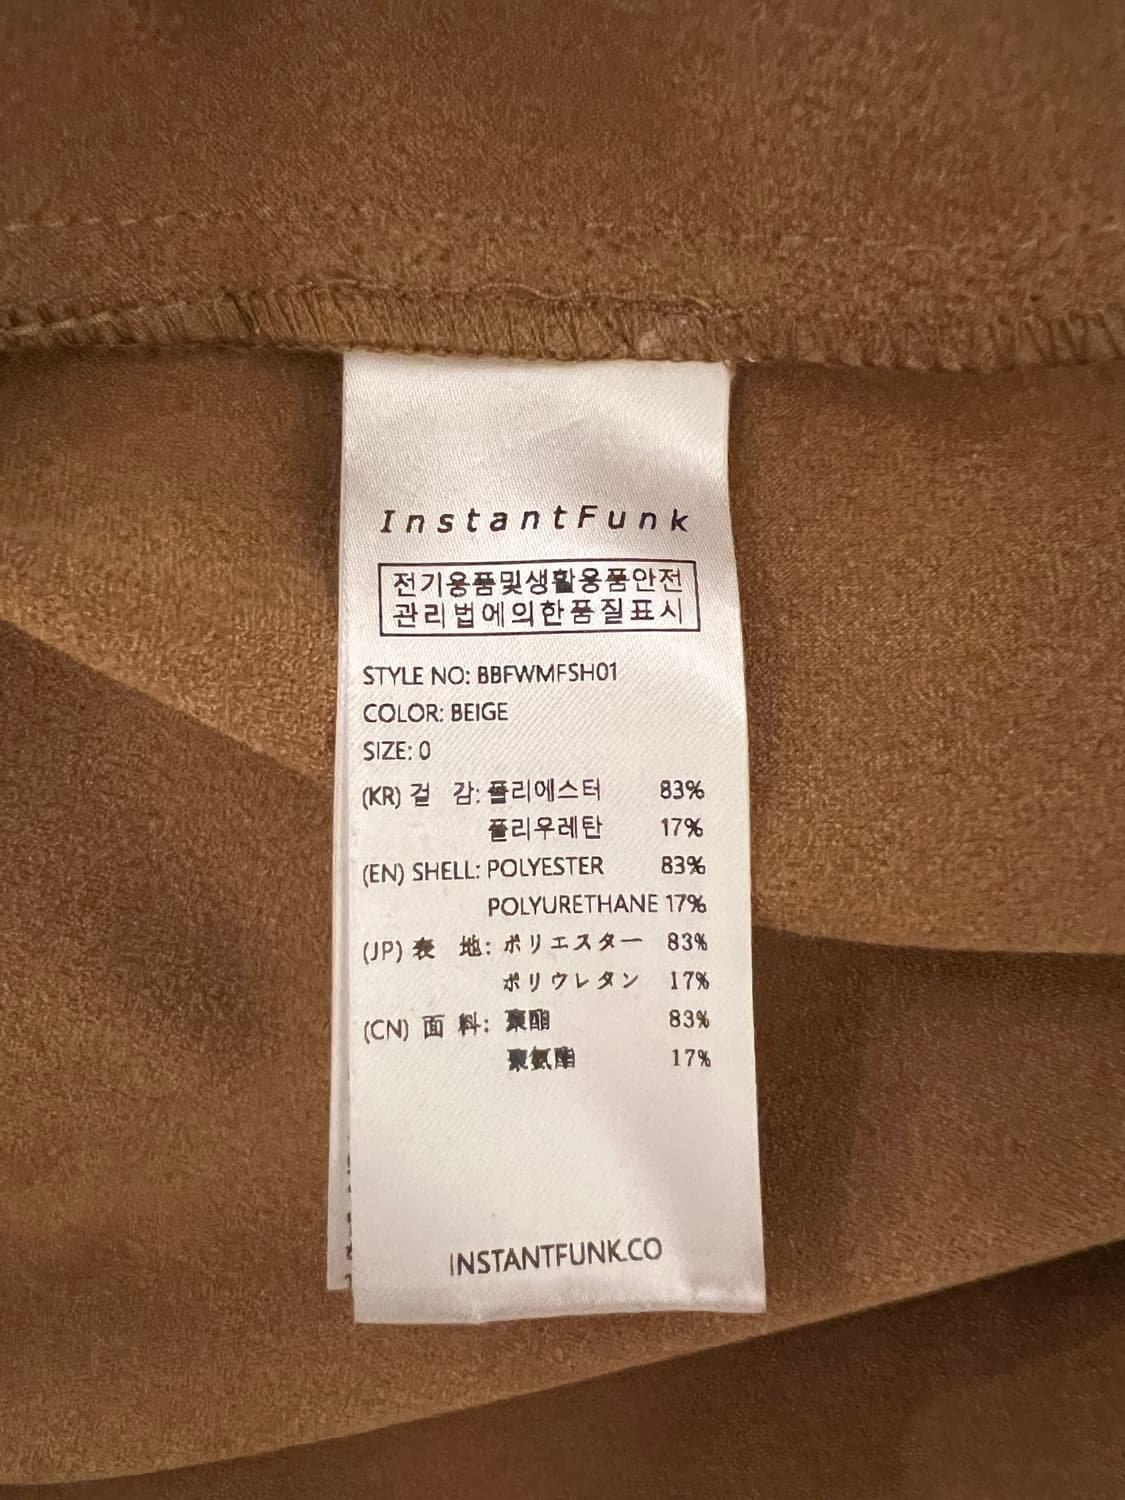 InstantFunk
전기용품및생활용품안전
관리법에의한품질표시
STYLE NO: BBFWMFSH01
COLOR: BEIGE
SIZE: 0
(KR) 겉 감: 폴리에스터 83%
폴리우레탄 17%
(EN) SHELL: POLYESTER 83%
POLYURETHANE 17%
(JP) 表 地: ポリエスター 83%
ポリウレタン 17%
(CN) 面 料: 聚酯 83%
聚氨酯 17%
INSTANTFUNK.CO